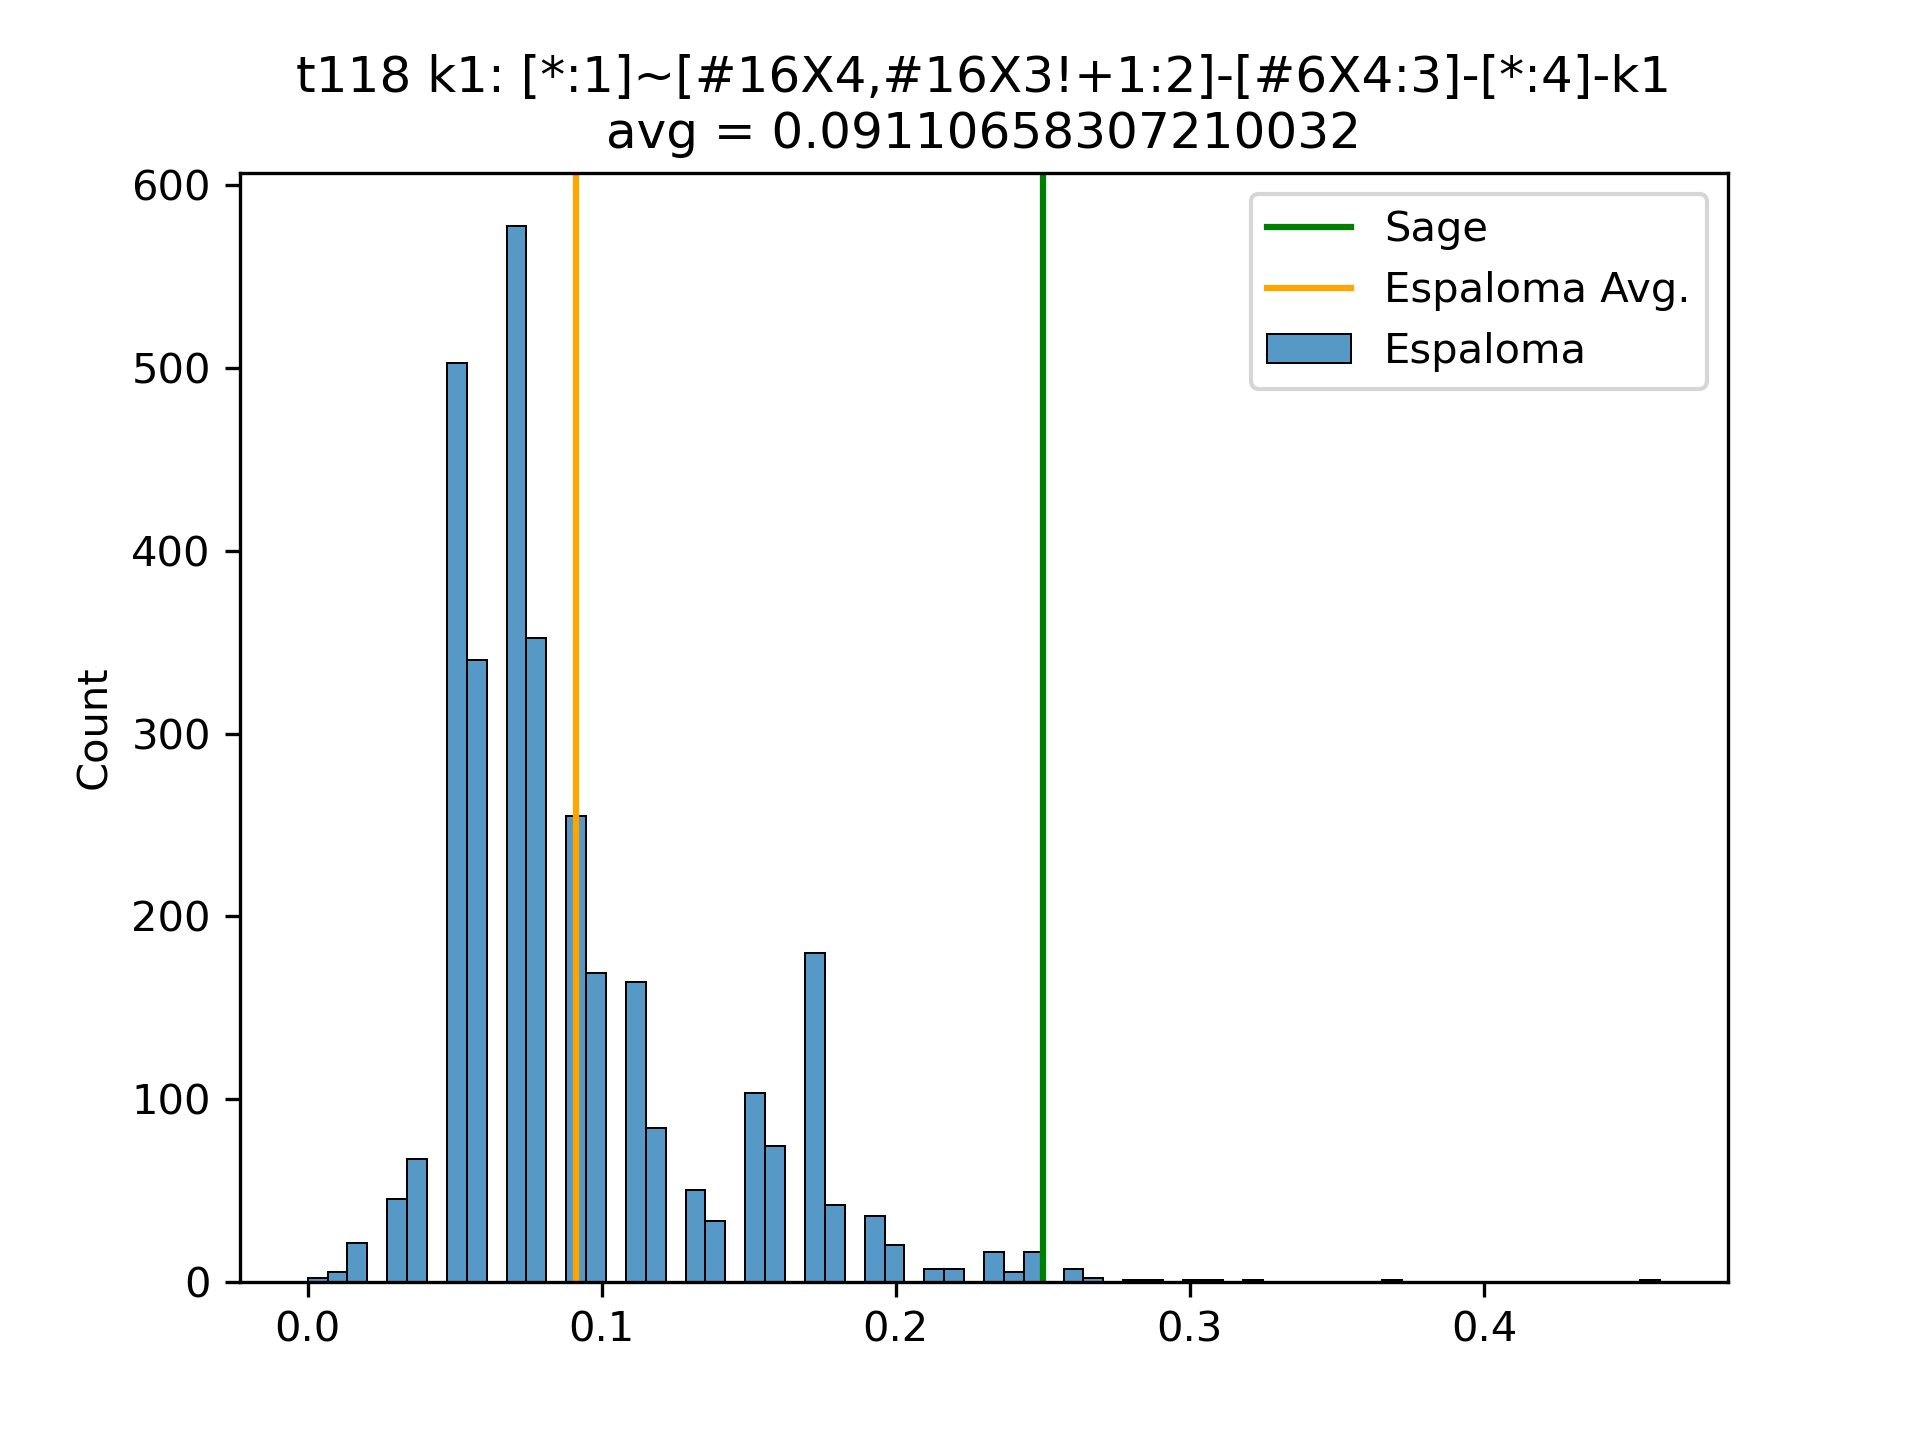 t118 k1: [*:1]~[#16X4,#16X3!+1:2]-[#6X4:3]-[*:4]-k1
avg = 0.09110658307210032
600
500
400
300
200
100
0
Count
Sage
Espaloma Avg.
Espaloma
0.0
0.1
0.2
0.3
0.4